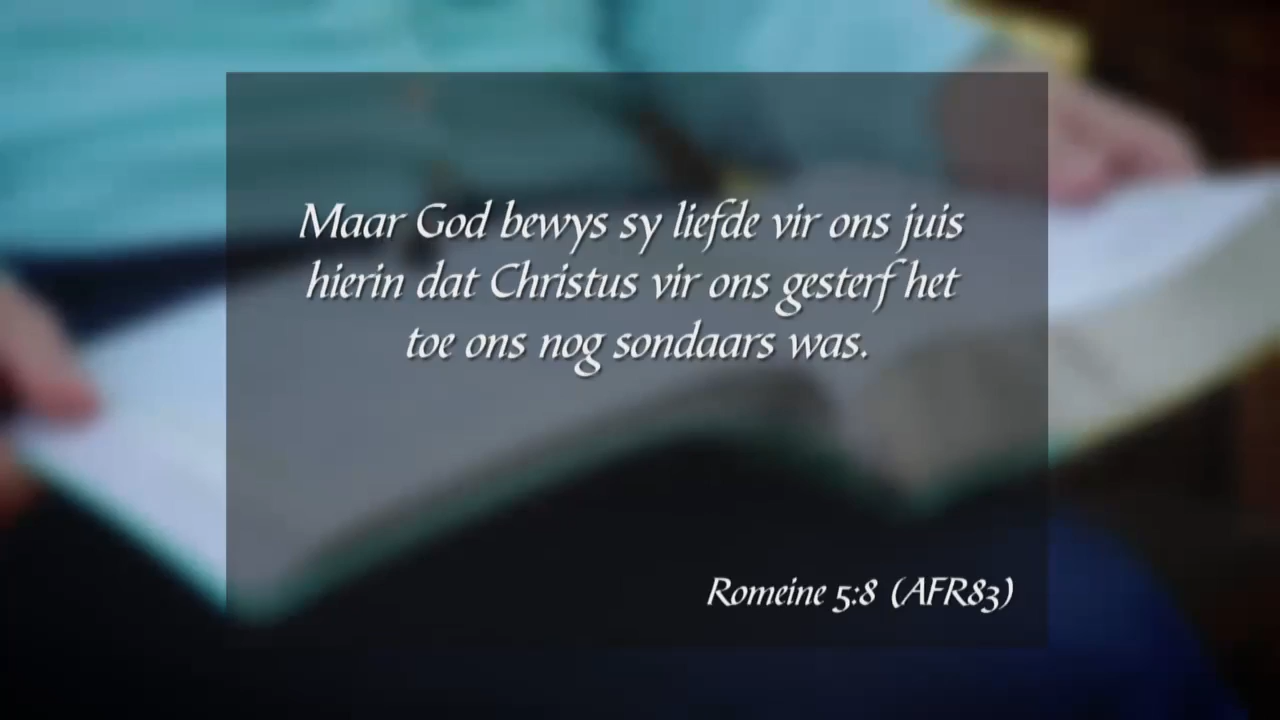 Maar God bewys sy liefde vir ons juis
hierin dat Christus vir ons gesterf het
toe ons nog sondaars was.
Romeine 5:8 (AFR83)